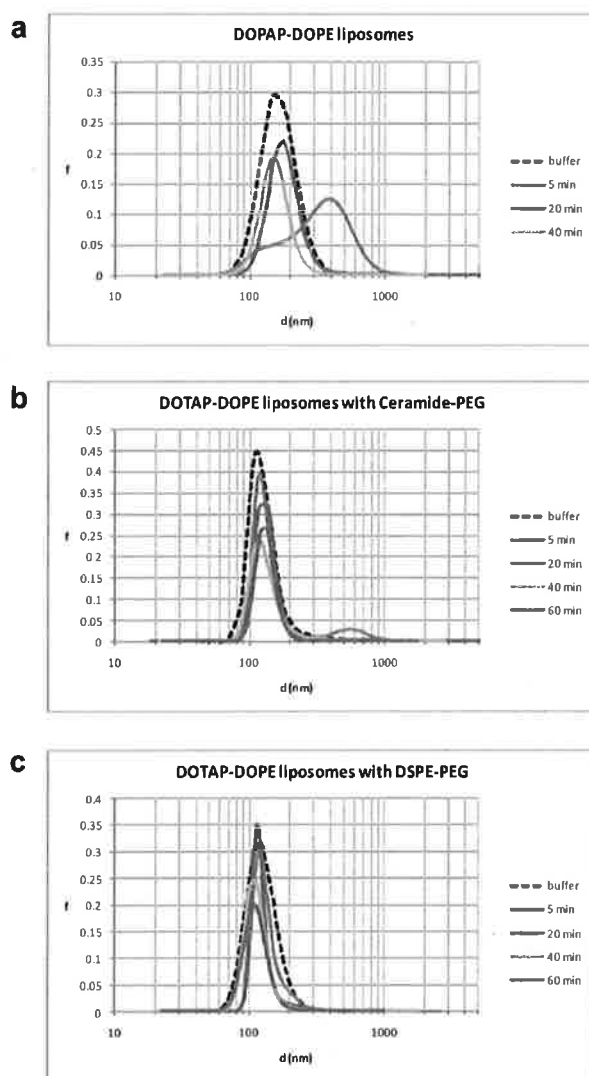 a
DOPAP-DOPE liposomes
0.35
0.3
0.25
0.2
0.15
0.1
0.05
0
f
10
100
1000
d(nm)
buffer
5 min
20 min
40 min
b
DOTAP-DOPE liposomes with Ceramide-PEG
0.5
0.45
0.4
0.35
0.3
0.25
0.2
0.15
0.1
0.05
0
f
10
100
1000
d(nm)
buffer
5 min
20 min
40 min
60 min
c
DOTAP-DOPE liposomes with DSPE-PEG
0.4
0.35
0.3
0.25
0.2
0.15
0.1
0.05
0
f
10
100
1000
d(nm)
buffer
5 min
20 min
40 min
60 min